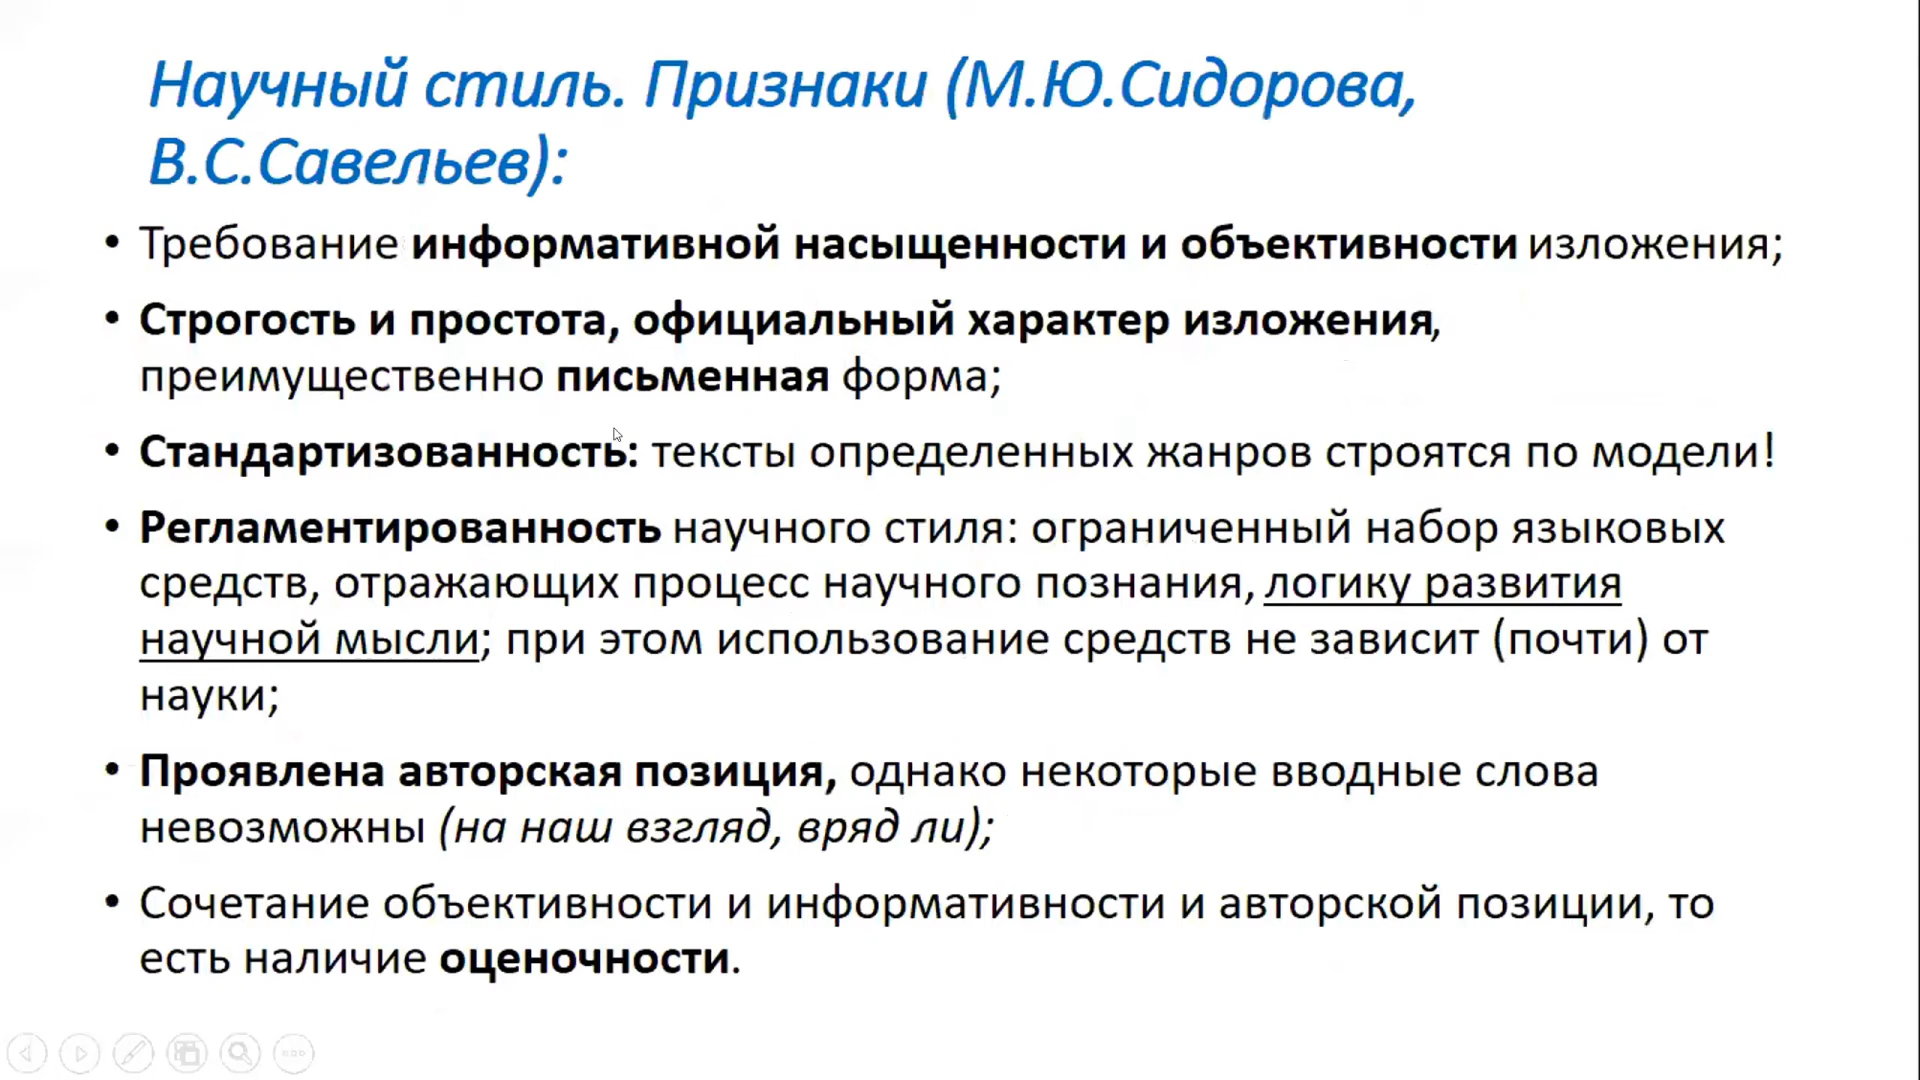 Научный стиль. Признаки (М.Ю.Сидорова,
В.С.Савельев):
• Требование информативной насыщенности и объективности изложения;
• Строгость и простота, официальный характер изложения,
преимущественно письменная форма;
• Стандартизованность: тексты определенных жанров строятся по модели!
• Регламентированность научного стиля: ограниченный набор языковых
средств, отражающих процесс научного познания, логику развития
научной мысли; при этом использование средств не зависит (почти) от
науки;
• Проявлена авторская позиция, однако некоторые вводные слова
невозможны (на наш взгляд, вряд ли);
• Сочетание объективности и информативности и авторской позиции, то
есть наличие оценочности.